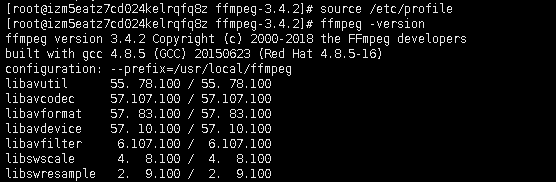 [root@izm5eatz7cd024kelrqfq8z ffmpeg-3.4.2]# source /etc/profile
[root@izm5eatz7cd024kelrqfq8z ffmpeg-3.4.2]# ffmpeg -version
ffmpeg version 3.4.2 Copyright (c) 2000-2018 the FFmpeg developers
built with gcc 4.8.5 (GCC) 20150623 (Red Hat 4.8.5-16)
configuration: --prefix=/usr/local/ffmpeg
libavutil      55. 78.100 / 55. 78.100
libavcodec     57.107.100 / 57.107.100
libavformat    57. 83.100 / 57. 83.100
libavdevice    57. 10.100 / 57. 10.100
libavfilter     6.107.100 /  6.107.100
libswscale      4.  8.100 /  4.  8.100
libswresample   2.  9.100 /  2.  9.100